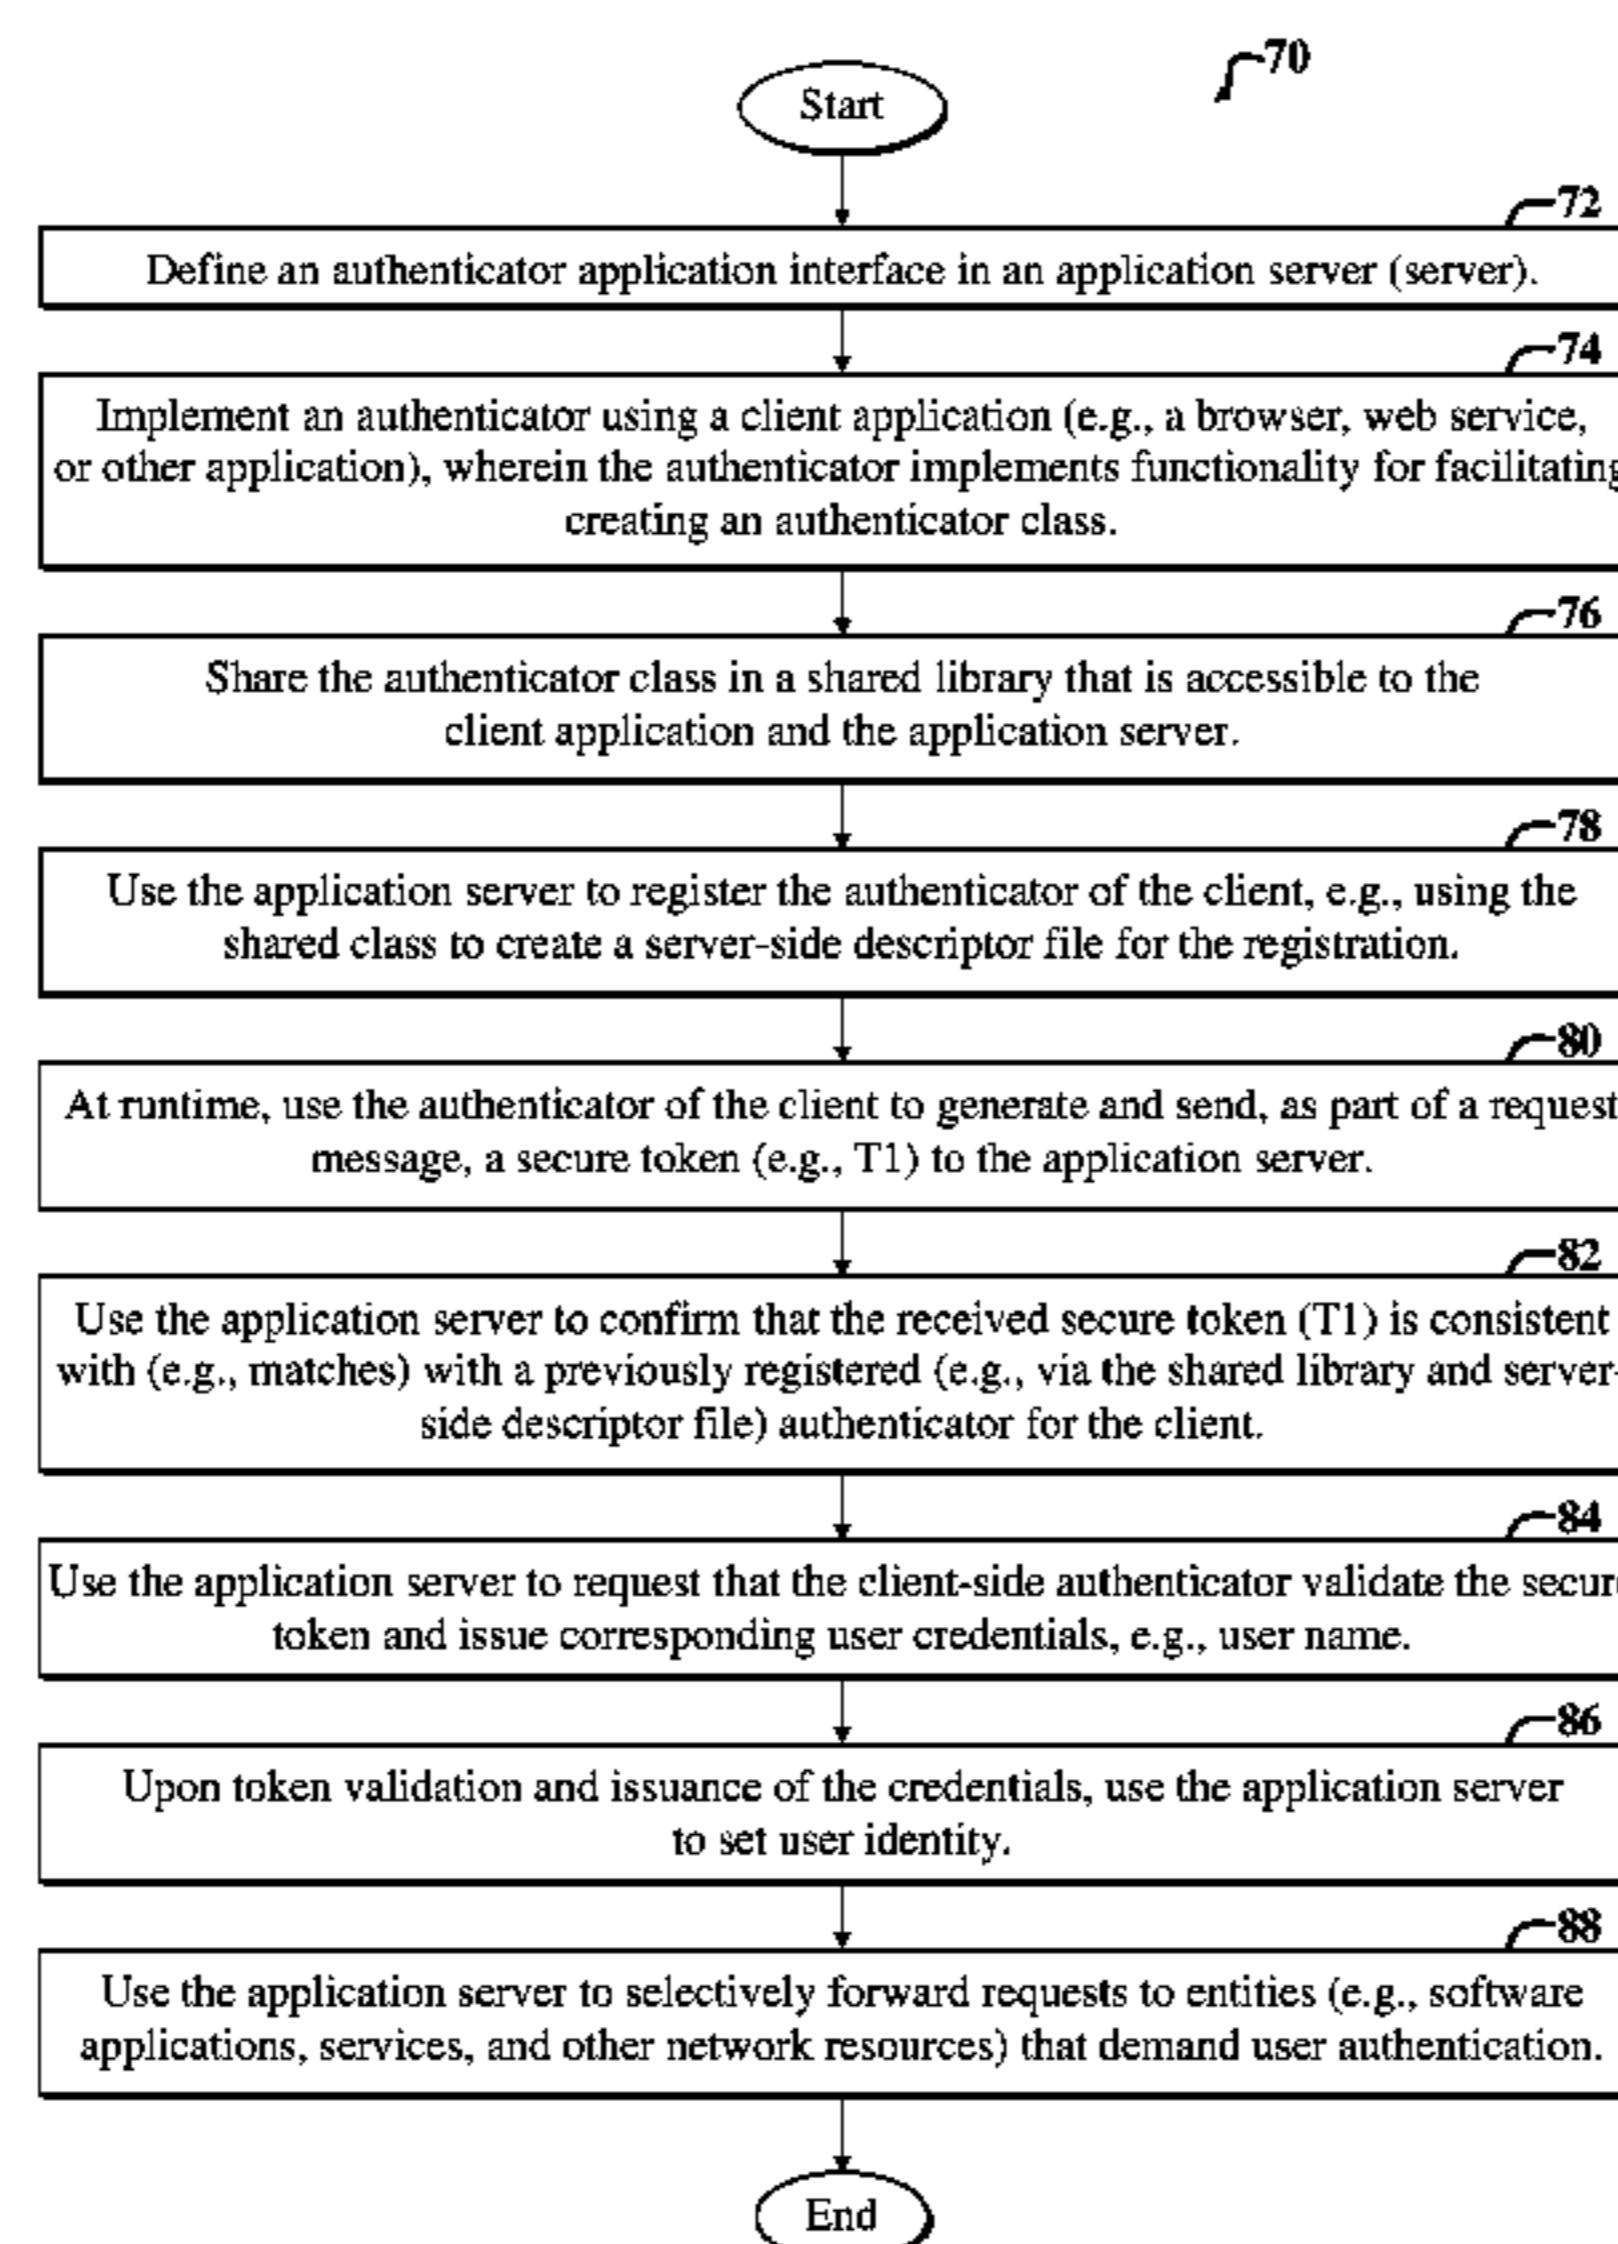 70
Start
72
Define an authenticator application interface in an application server (server).
74
Implement an authenticator using a client application (e.g., a browser, web service,
or other application), wherein the authenticator implements functionality for facilitating
creating an authenticator class.
76
Share the authenticator class in a shared library that is accessible to the
client application and the application server.
78
Use the application server to register the authenticator of the client, e.g., using the
shared class to create a server-side descriptor file for the registration.
80
At runtime, use the authenticator of the client to generate and send, as part of a request
message, a secure token (e.g., T1) to the application server.
82
Use the application server to confirm that the received secure token (T1) is consistent
with (e.g., matches) with a previously registered (e.g., via the shared library and server-
side descriptor file) authenticator for the client.
84
Use the application server to request that the client-side authenticator validate the secure
token and issue corresponding user credentials, e.g., user name.
86
Upon token validation and issuance of the credentials, use the application server
to set user identity.
88
Use the application server to selectively forward requests to entities (e.g., software
applications, services, and other network resources) that demand user authentication.
End